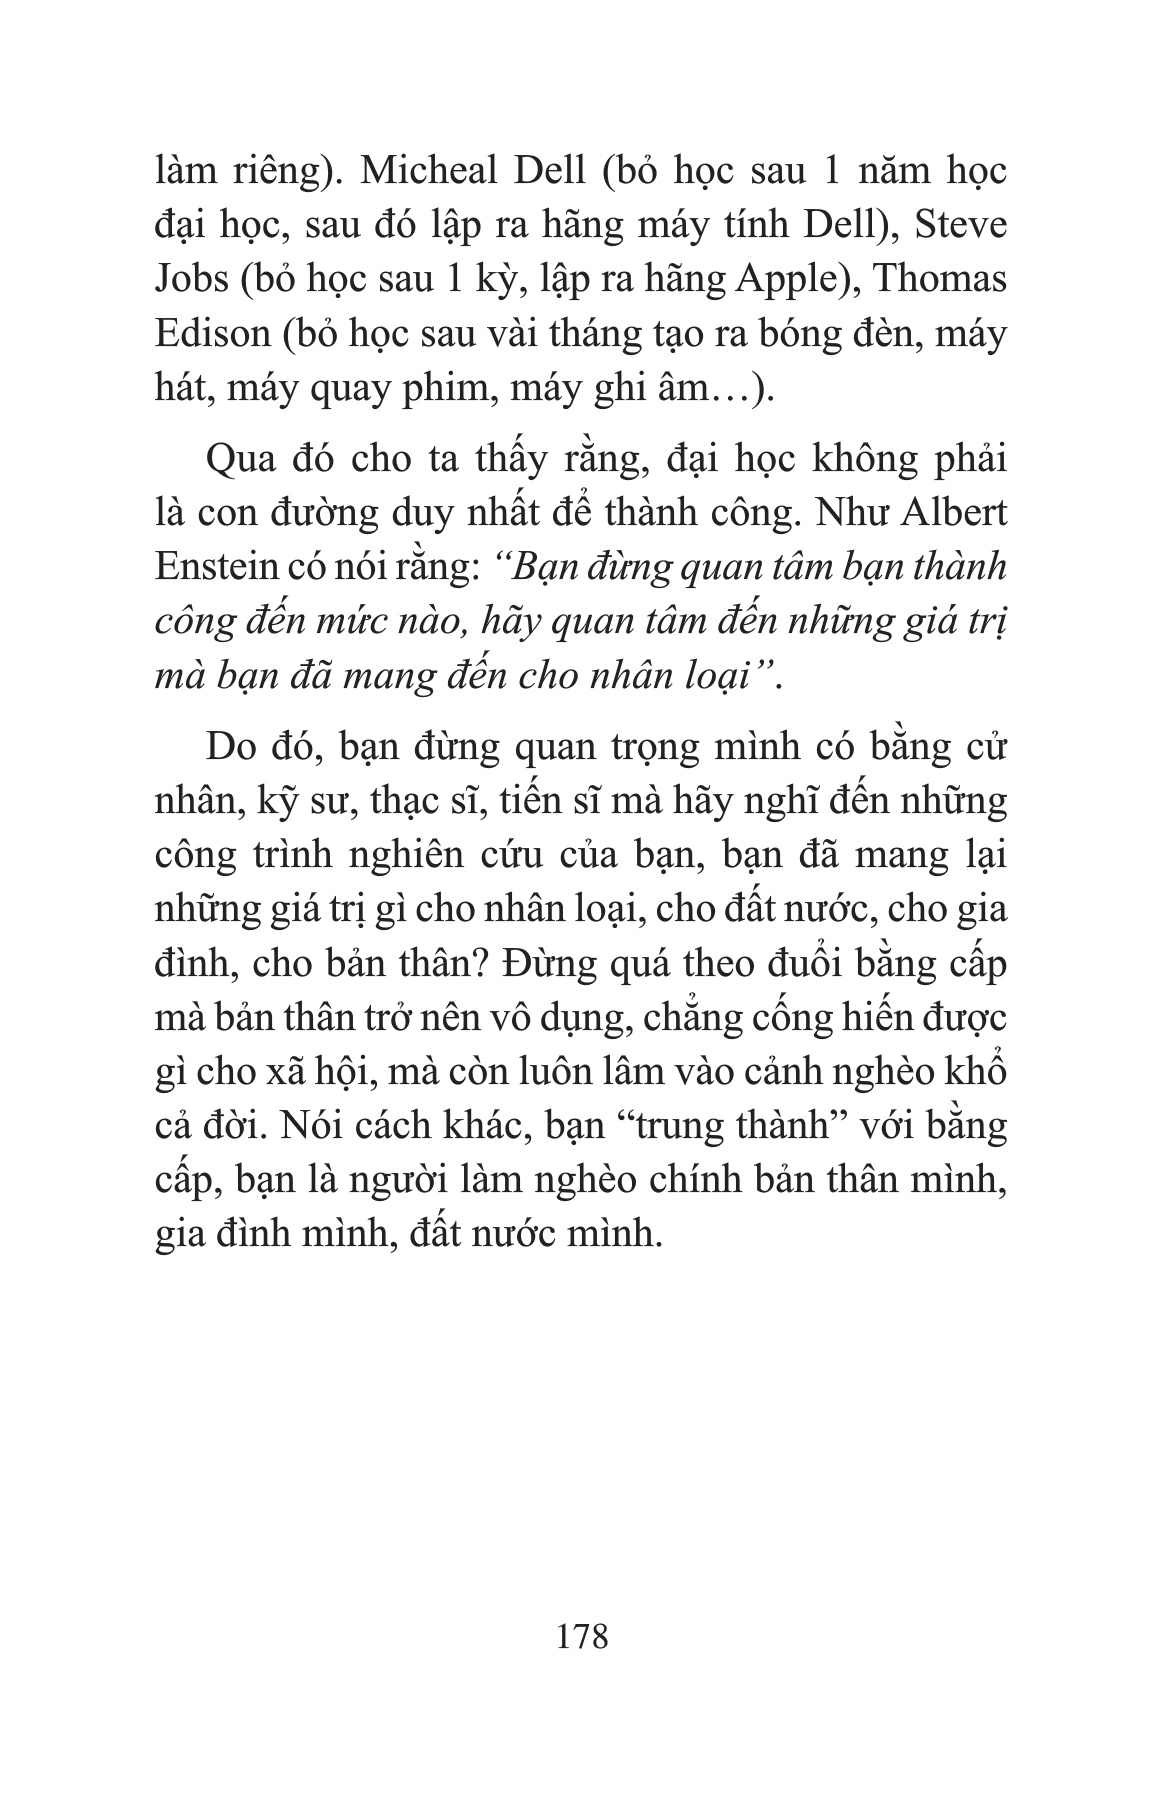 làm riêng). Micheal Dell (bỏ học sau 1 năm học
đại học, sau đó lập ra hãng máy tính Dell), Steve
Jobs (bỏ học sau 1 kỳ, lập ra hãng Apple), Thomas
Edison (bỏ học sau vài tháng tạo ra bóng đèn, máy
hát, máy quay phim, máy ghi âm…).
Qua đó cho ta thấy rằng, đại học không phải
là con đường duy nhất để thành công. Như Albert
Enstein có nói rằng: “Bạn đừng quan tâm bạn thành
công đến mức nào, hãy quan tâm đến những giá trị
mà bạn đã mang đến cho nhân loại”.
Do đó, bạn đừng quan trọng mình có bằng cử
nhân, kỹ sư, thạc sĩ, tiến sĩ mà hãy nghĩ đến những
công trình nghiên cứu của bạn, bạn đã mang lại
những giá trị gì cho nhân loại, cho đất nước, cho gia
đình, cho bản thân? Đừng quá theo đuổi bằng cấp
mà bản thân trở nên vô dụng, chẳng cống hiến được
gì cho xã hội, mà còn luôn lâm vào cảnh nghèo khổ
cả đời. Nói cách khác, bạn “trung thành” với bằng
cấp, bạn là người làm nghèo chính bản thân mình,
gia đình mình, đất nước mình.
178